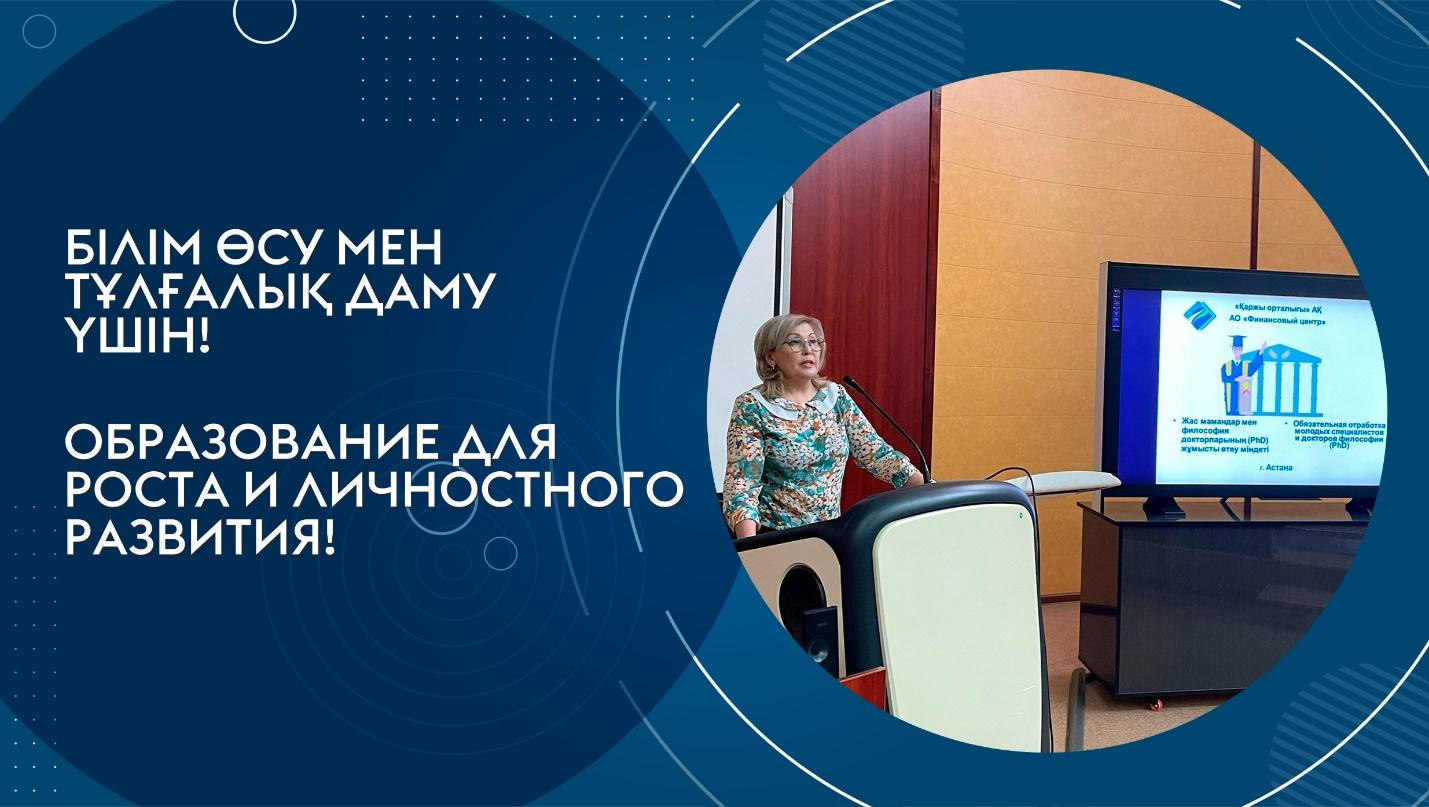 БІЛІМ ӨСУ МЕН
ТҰЛҒАЛЫҚ ДАМУ
ҮШІН!
ОБРАЗОВАНИЕ ДЛЯ
РОСТА И ЛИЧНОСТНОГО
РАЗВИТИЯ!
«Қаржы орталығы» АҚ
АО «Финансовый центр»
• Жас мамандар мен
философия
докторларының (PhD)
жұмысты өтеу міндеті
• Обязательная отработка
молодых специалистов
и докторов философии
(PhD)
г. Астана